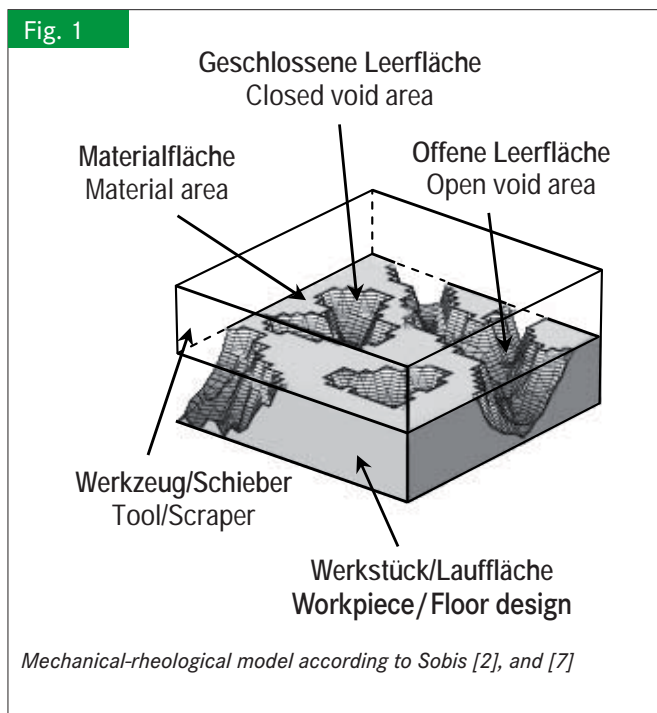 Fig. 1
Geschlossene Leerfläche
Closed void area
Materialfläche
Material area
Offene Leerfläche
Open void area
Werkzeug/Schieber
Tool/Scraper
Werkstück/Lauffläche
Workpiece/Floor design
Mechanical-rheological model according to Sobis [2], and [7]